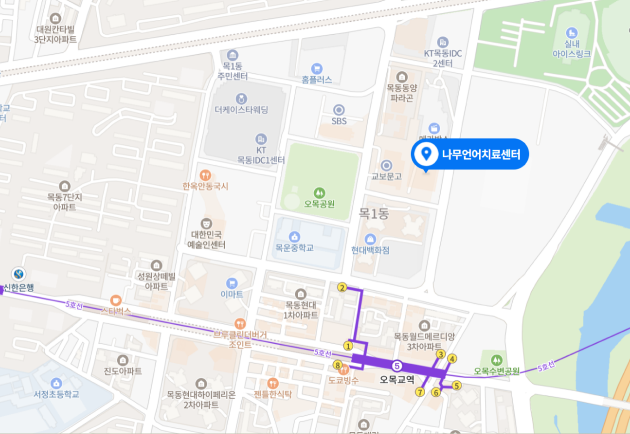 대원칸타빌
3단지아파트
목1동
주민센터
홈플러스
KT목동IDC
2센터
실내
아이스링크
더케이스타웨딩
SBS
목동동양
파라곤
KT
목동IDC1센터
나무언어치료센터
교보문고
한육안동국시
목동7단지
아파트
오목공원
목1동
대한민국
예술인센터
목운중학교
현대백화점
성원상떼빌
아파트
신한은행
이마트
5호선
스타벅스
목동현대
1차아파트
2
브루클린더버거
조인트
1
5호선
목동월드메르디앙
3차아파트
3
4
8
5
오목교역
도쿄빙수
5
7
6
오목수변공원
5호선
진도아파트
서정초등학교
목동현대하이페리온
2차아파트
팬들한식탁